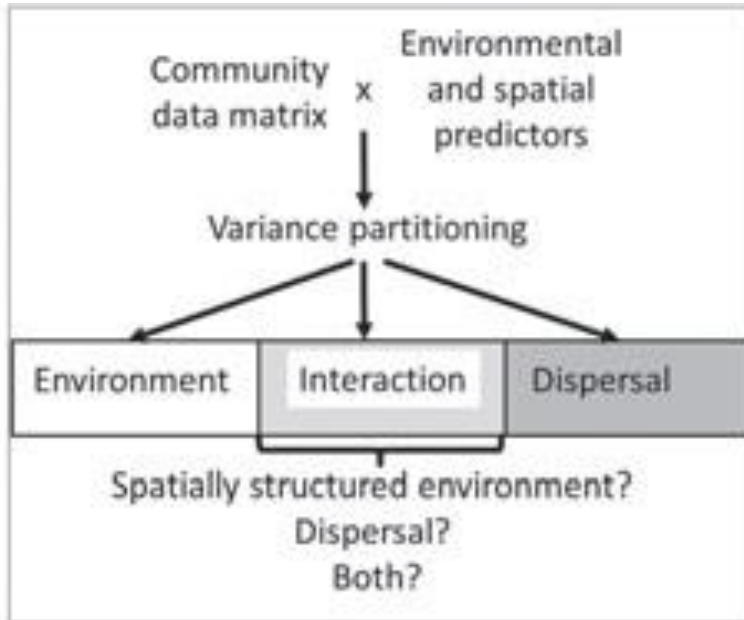 Community
data matrix
x
Environmental
and spatial
predictors
Variance partitioning
Environment
Interaction
Dispersal
Spatially structured environment?
Dispersal?
Both?